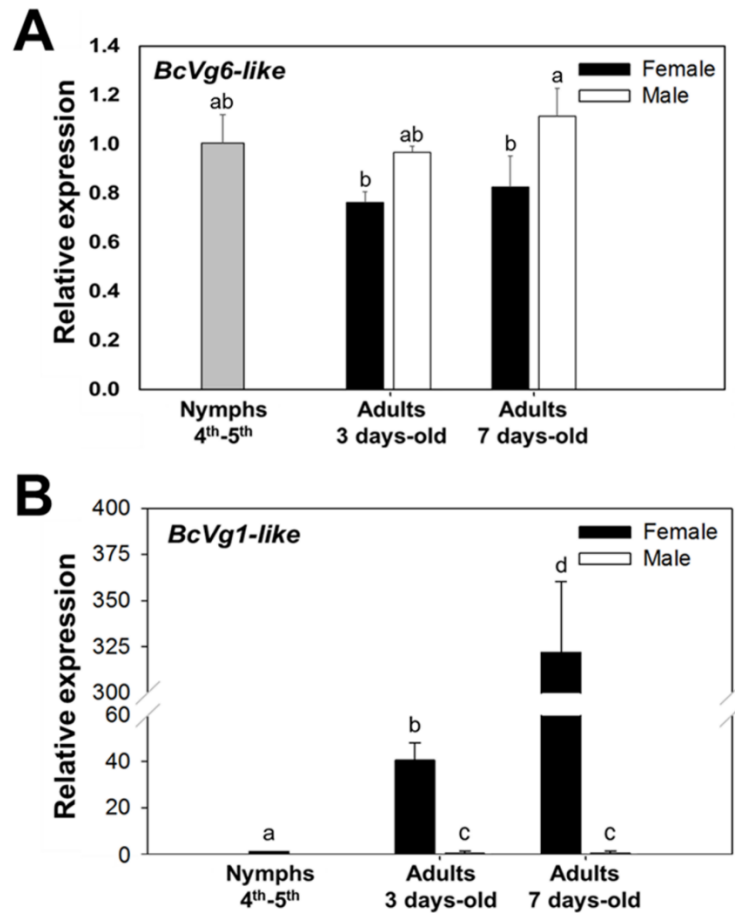 A
BcVg6-like
Female
Male
Relative expression
1.4
1.2
1.0
0.8
0.6
0.4
0.2
0.0
ab
b
ab
b
a
Nymphs
4th-5th
Adults
3 days-old
Adults
7 days-old
B
BcVg1-like
Female
Male
Relative expression
400
375
350
325
300
60
40
20
0
a
b
c
d
c
Nymphs
4th-5th
Adults
3 days-old
Adults
7 days-old